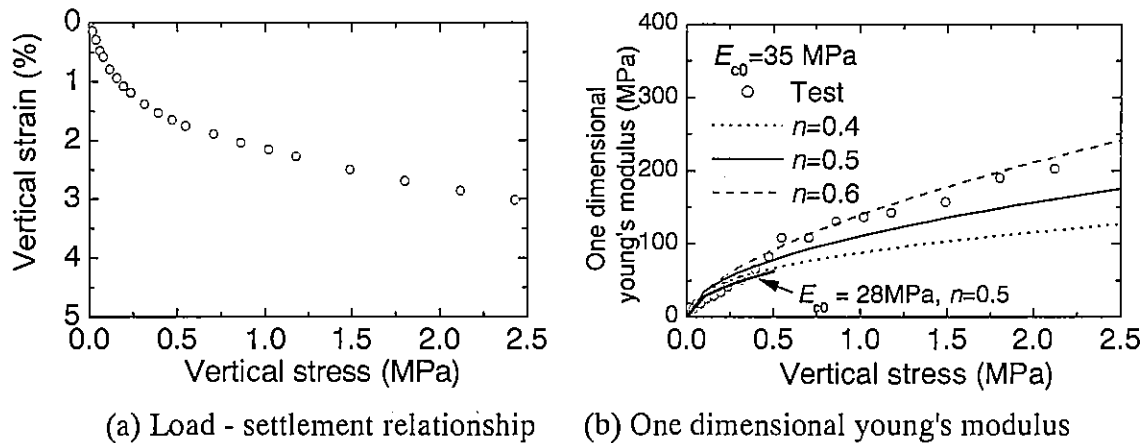 0
1
2
3
4
5
Vertical strain (%)
0.0 0.5 1.0 1.5 2.0 2.5
Vertical stress (MPa)
(a) Load - settlement relationship
400
300
200
100
0
One dimensional
young's modulus (MPa)
E_c0=35 MPa
Test
n=0.4
n=0.5
n=0.6
E_c0 = 28MPa, n=0.5
0.0 0.5 1.0 1.5 2.0 2.5
Vertical stress (MPa)
(b) One dimensional young's modulus